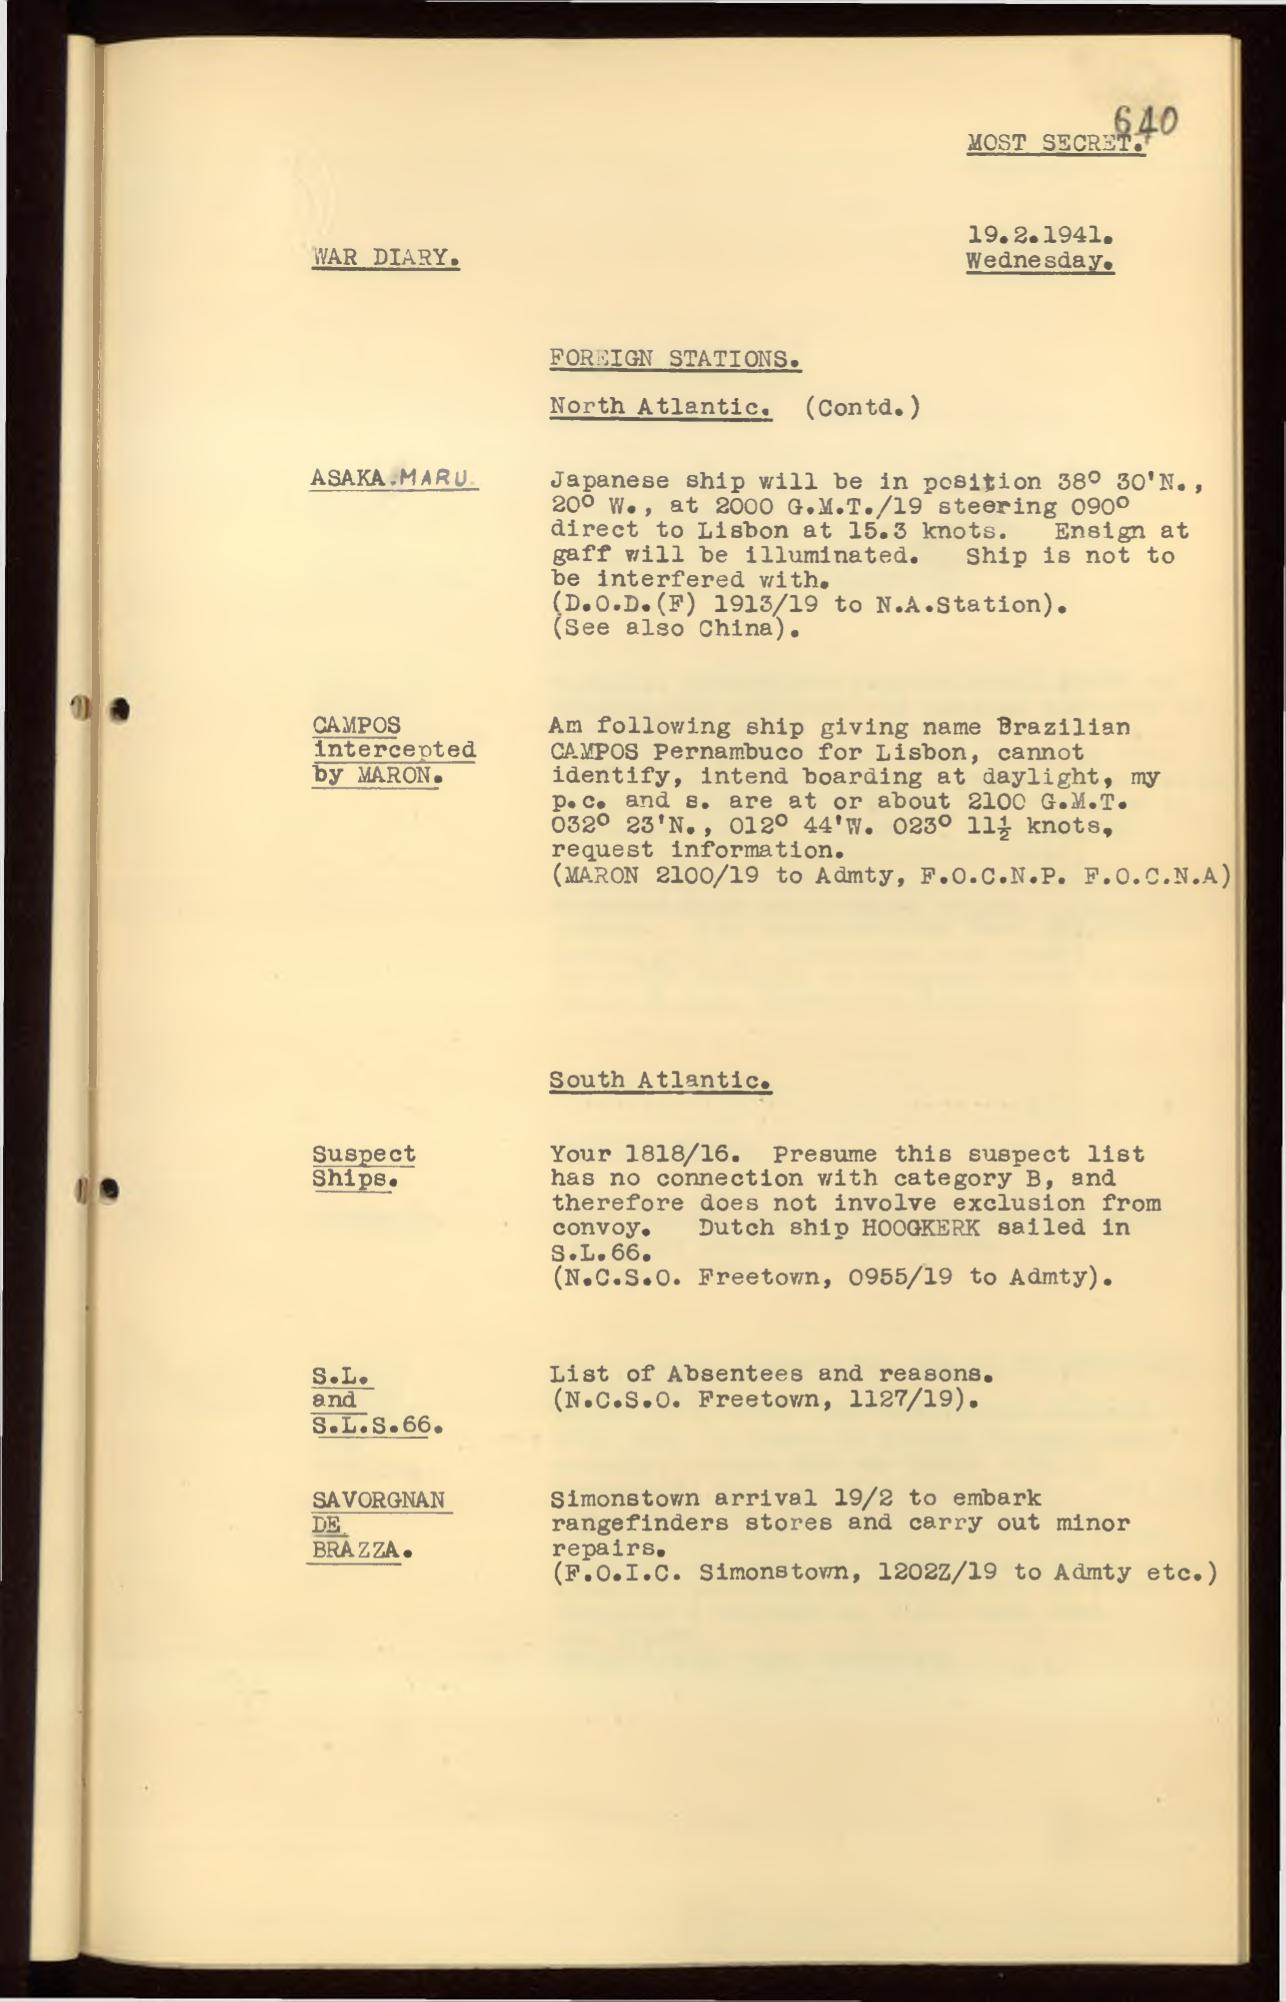 640
MOST SECRET.
19.2.1941.
WAR DIARY.
Wednesday.
FOREIGN STATIONS.
North Atlantic. (Contd.)
ASAKA.MARU.
Japanese ship will be in position 38° 30'N.,
20° W., at 2000 G.M.T./19 steering 090°
direct to Lisbon at 15.3 knots. Ensign at
gaff will be illuminated. Ship is not to
be interfered with.
(D.O.D.(F) 1913/19 to N.A.Station).
(See also China).
CAMPOS
intercepted
by MARON.
Am following ship giving name Brazilian
CAMPOS Pernambuco for Lisbon, cannot
identify, intend boarding at daylight, my
p.c. and s. are at or about 2100 G.M.T.
032° 23'N., 012° 44'W. 023° 11½ knots,
request information.
(MARON 2100/19 to Admty, F.O.C.N.P. F.O.C.N.A)
South Atlantic.
Suspect
Ships.
Your 1818/16. Presume this suspect list
has no connection with category B, and
therefore does not involve exclusion from
convoy. Dutch ship HOOGKERK sailed in
S.L.66.
(N.C.S.O. Freetown, 0955/19 to Admty).
S.L.
and
S.L.S.66.
List of Absentees and reasons.
(N.C.S.O. Freetown, 1127/19).
SAVORGNAN
DE
BRAZZA.
Simonstown arrival 19/2 to embark
rangefinders stores and carry out minor
repairs.
(F.O.I.C. Simonstown, 1202Z/19 to Admty etc.)